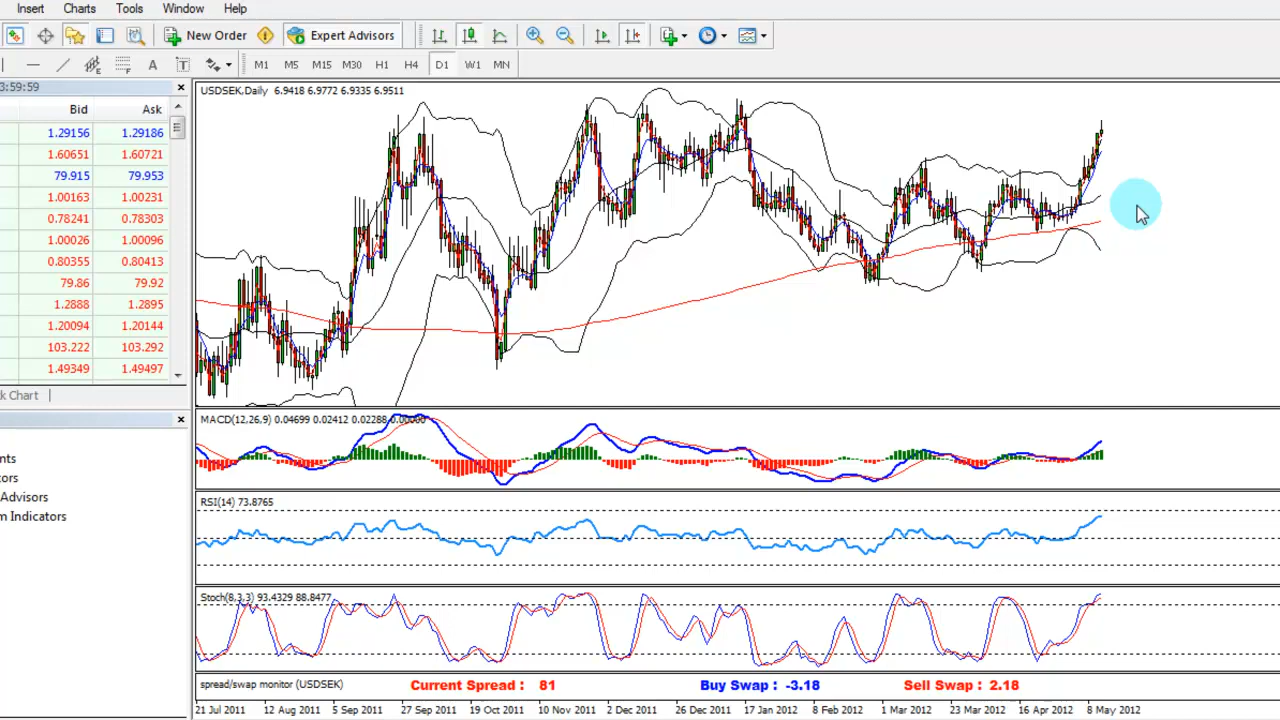 Insert Charts Tools Window Help
New Order Expert Advisors
A T M1 M5 M15 M30 H1 H4 D1 W1 MN
3:59:59
Bid Ask
1.29156 1.29186
1.60651 1.60721
79.915 79.953
1.00163 1.00231
0.78241 0.78303
1.00026 1.00096
0.80355 0.80413
79.86 79.92
1.2888 1.2895
1.20094 1.20144
103.222 103.292
1.49349 1.49497
k Chart
nts
ors
Advisors
m Indicators
USDSEK,Daily 6.9418 6.9772 6.9335 6.9511
MACD(12,26,9) 0.04699 0.02412 0.02288 0.00000
RSI(14) 73.8765
Stoch(8,3,3) 93.4329 88.8477
spread/swap monitor (USDSEK) Current Spread : 81 Buy Swap : -3.18 Sell Swap : 2.18
21 Jul 2011 12 Aug 2011 5 Sep 2011 27 Sep 2011 19 Oct 2011 10 Nov 2011 2 Dec 2011 26 Dec 2011 17 Jan 2012 8 Feb 2012 1 Mar 2012 23 Mar 2012 16 Apr 2012 8 May 2012